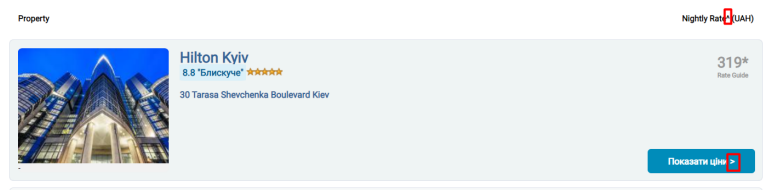 Property
Nightly Rate* (UAH)
Hilton Kyiv
8.8 "Блискуче"
30 Tarasa Shevchenka Boulevard Kiev
319*
Rate Guide
Показати ціни >
-